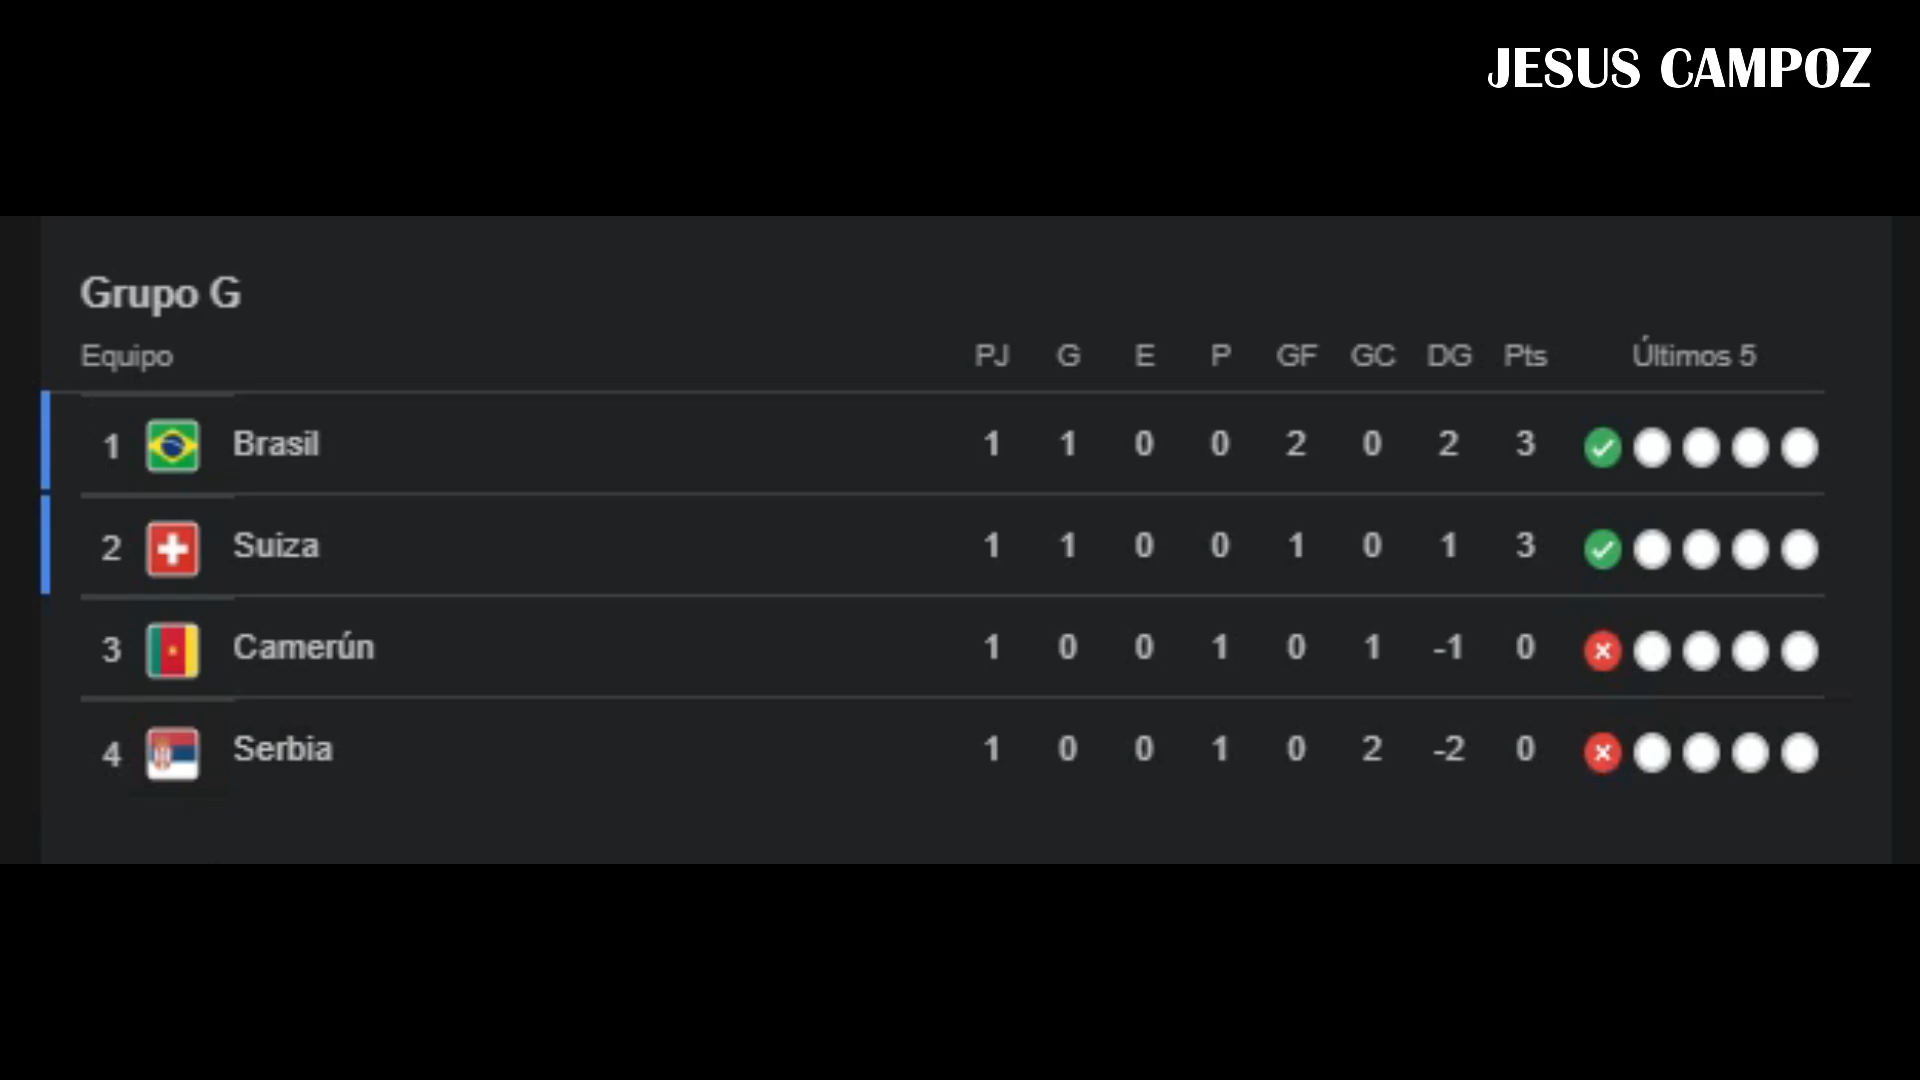 JESUS CAMPOZ
Grupo G
Equipo PJ G E P GF GC DG Pts Últimos 5
1 Brasil 1 1 0 0 2 0 2 3
2 Suiza 1 1 0 0 1 0 1 3
3 Camerún 1 0 0 1 0 1 -1 0
4 Serbia 1 0 0 1 0 2 -2 0